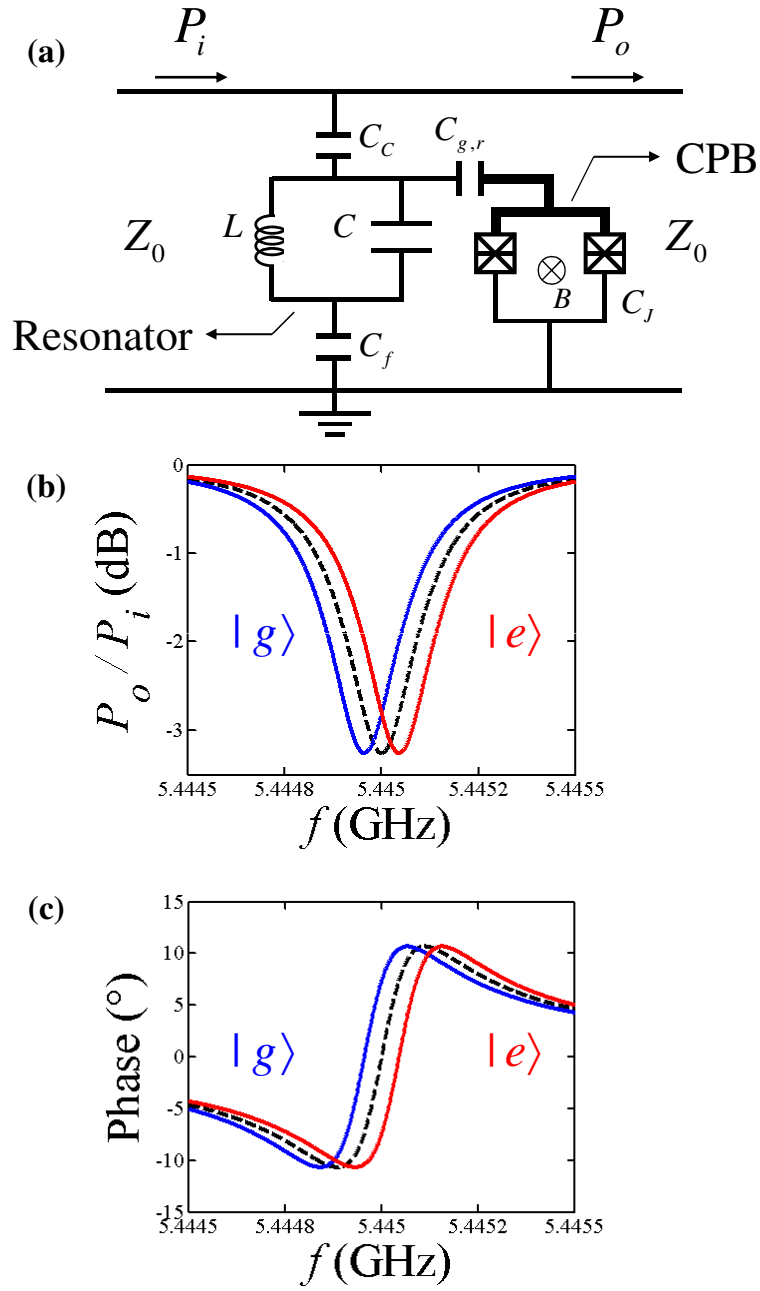 (a)
P_i
P_o
C_C
C_{g,r}
CPB
L
C
Z_0
Z_0
B
C_J
Resonator
C_f
(b)
P_o / P_i (dB)
0
-1
-2
-3
| g⟩
| e⟩
5.4445 5.4448 5.445 5.4452 5.4455
f (GHz)
(c)
Phase (°)
15
10
5
0
-5
-10
-15
| g⟩
| e⟩
5.4445 5.4448 5.445 5.4452 5.4455
f (GHz)